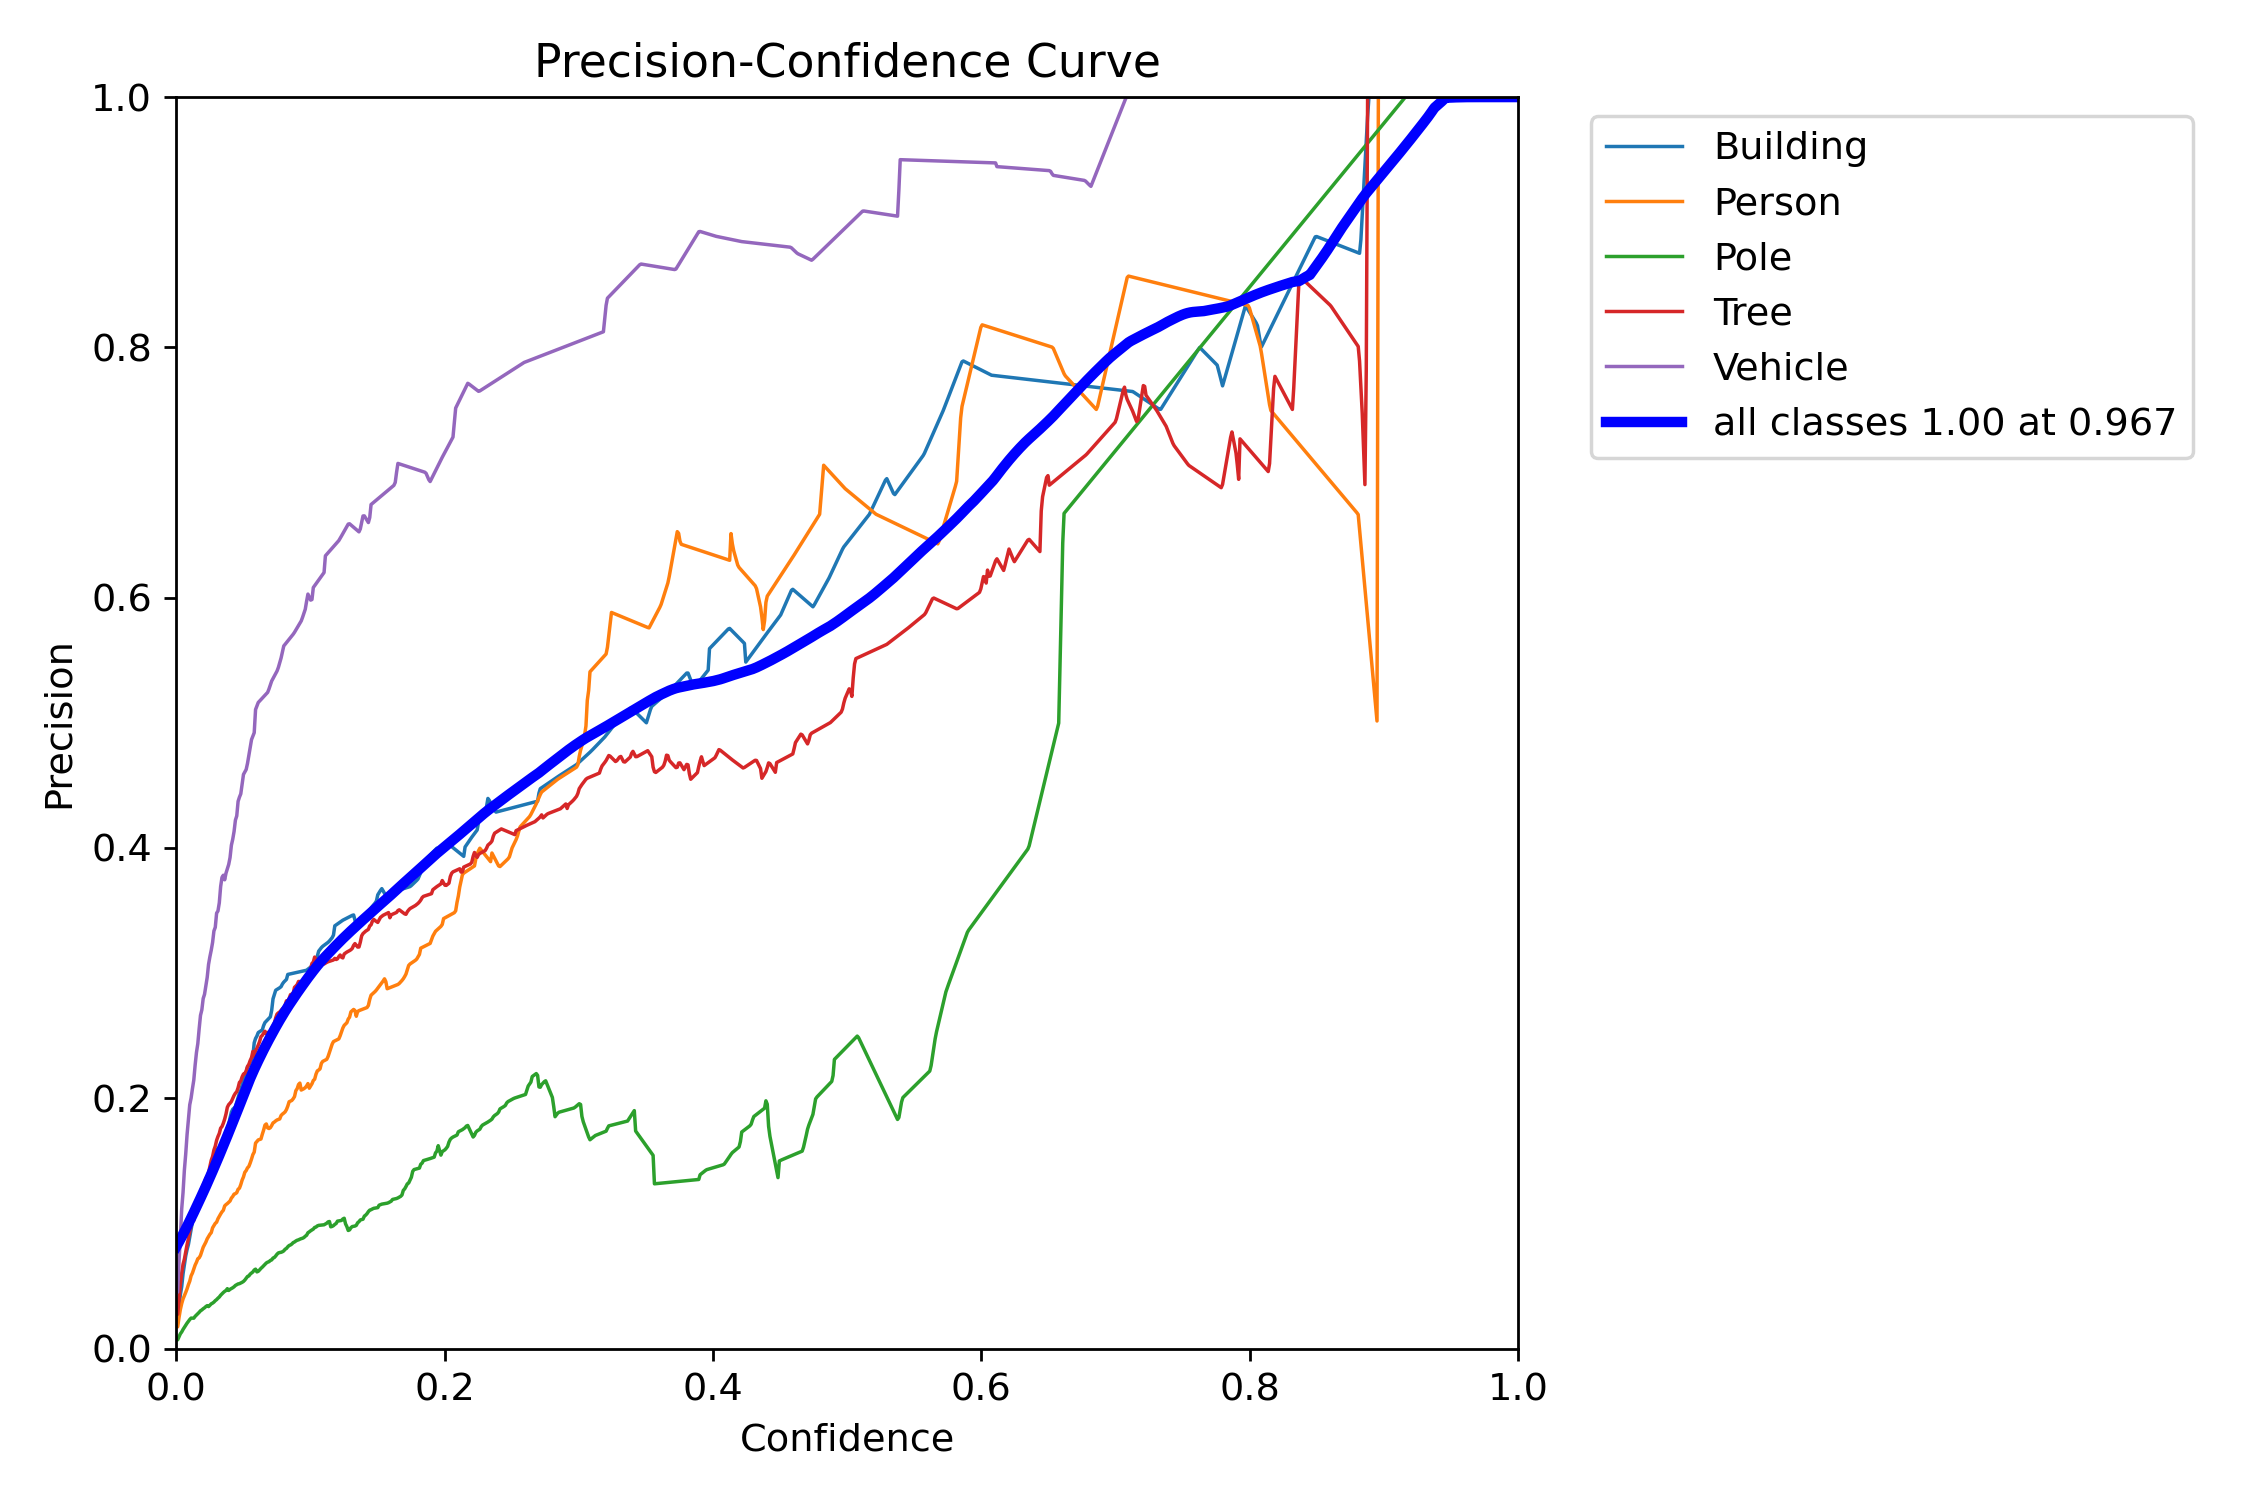 Precision-Confidence Curve
1.0
0.8
0.6
0.4
0.2
0.0
Precision
0.0 0.2 0.4 0.6 0.8 1.0
Confidence
Building
Person
Pole
Tree
Vehicle
all classes 1.00 at 0.967